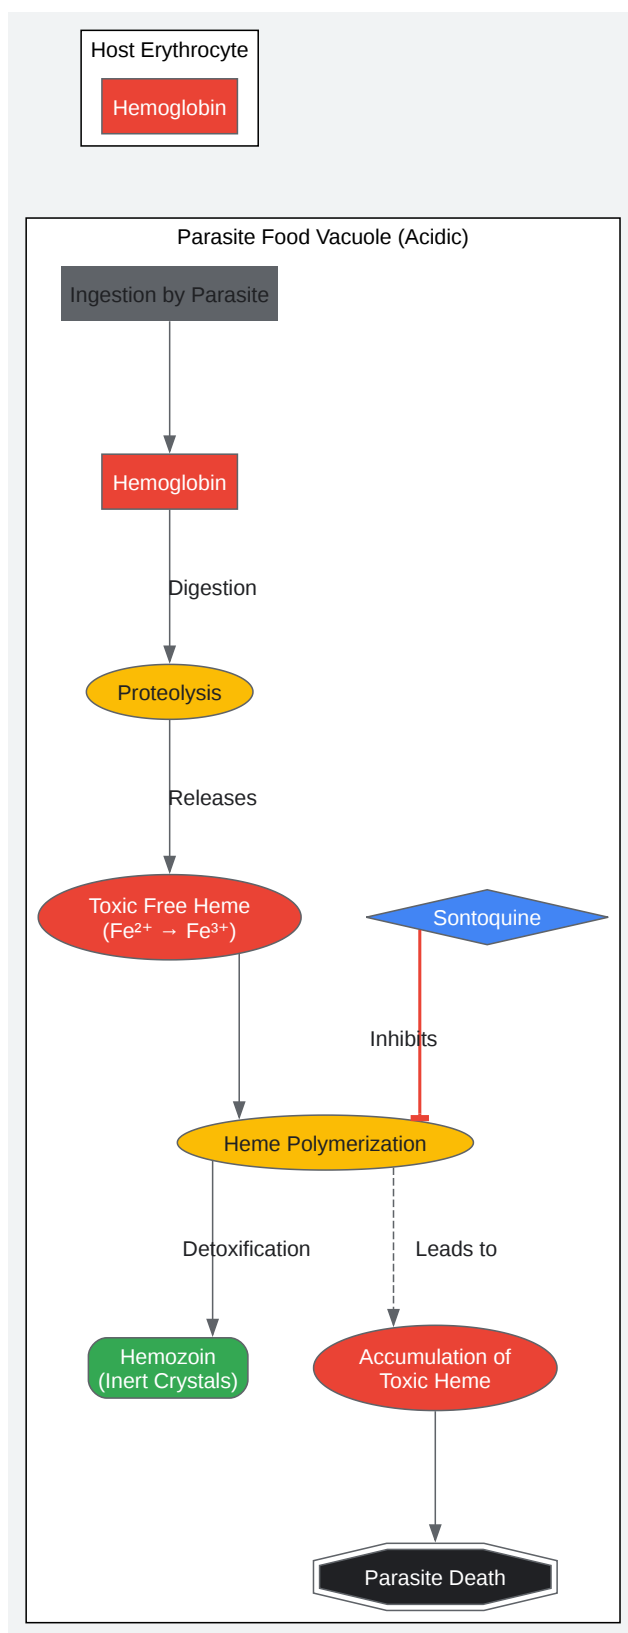 Host Erythrocyte
Hemoglobin
Parasite Food Vacuole (Acidic)
Ingestion by Parasite
Hemoglobin
Digestion
Proteolysis
Releases
Toxic Free Heme
(Fe²⁺ → Fe³⁺)
Sontoquine
Inhibits
Heme Polymerization
Detoxification
Leads to
Hemozoin
(Inert Crystals)
Accumulation of
Toxic Heme
Parasite Death